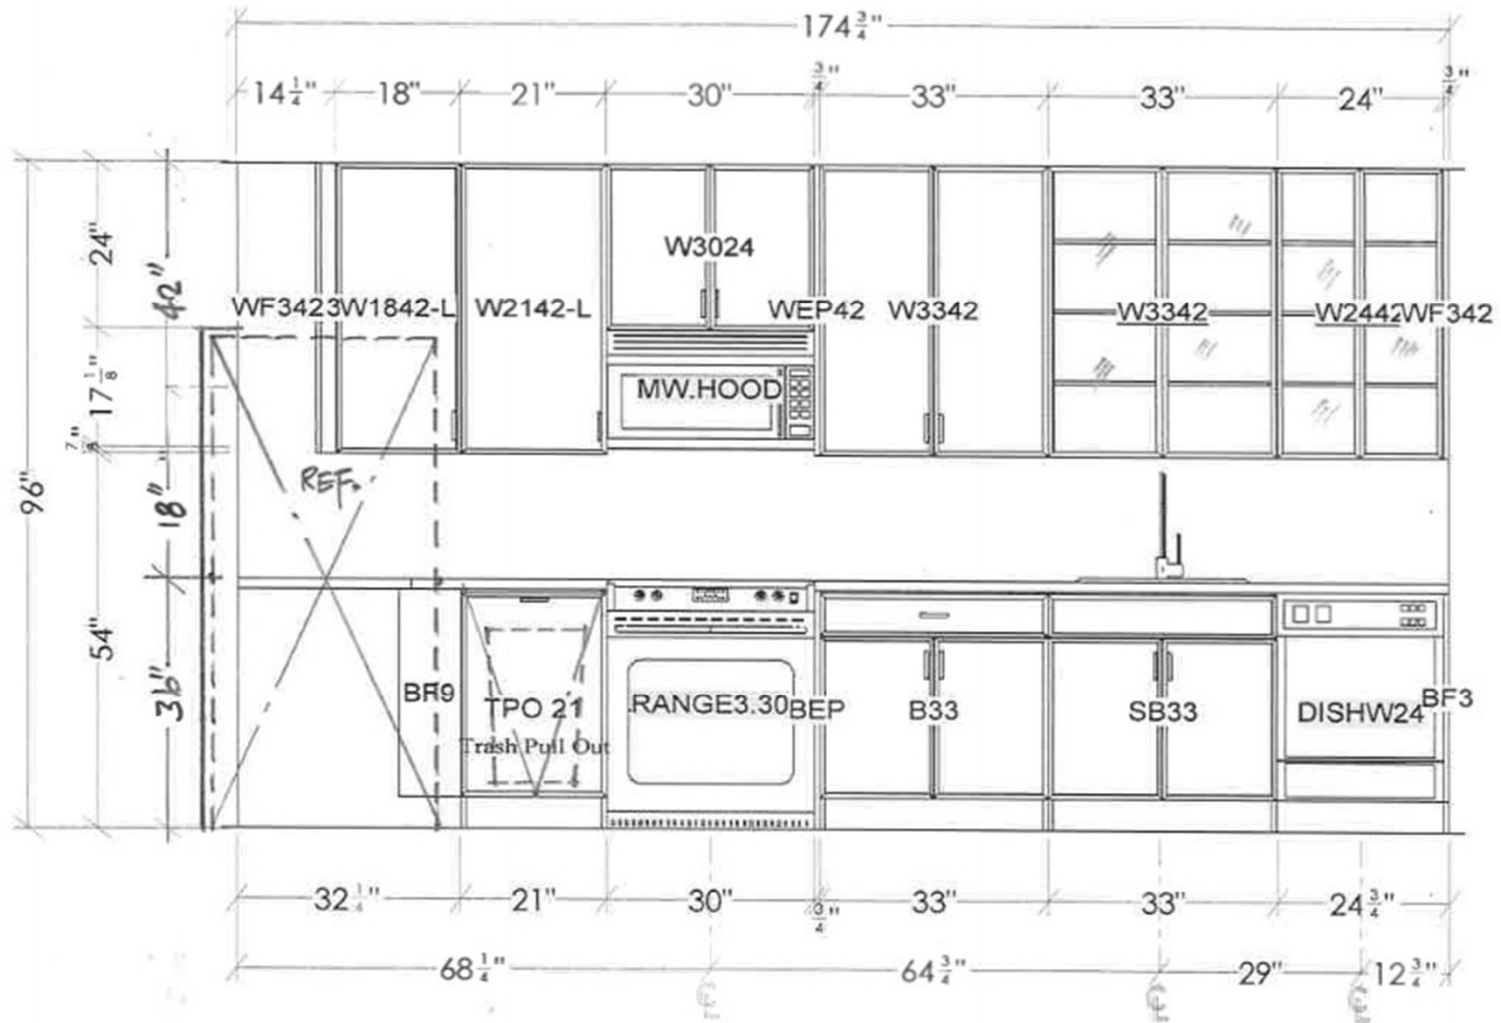 174 3/4"
14 1/4" 18" 21" 30" 3/4" 33" 33" 24" 3/4"
24"
42"
W3024
WF3423 W1842-L W2142-L WEP42 W3342 W3342 W2442 WF342
17 1/8"
MW.HOOD
7/8"
96"
18"
REF.
54"
36"
BF9 TPO 21 RANGE3.30 BEP B33 SB33 DISHW24 BF3
Trash Pull Out
32 1/4" 21" 30" 3/4" 33" 33" 24 3/4"
68 1/4" 64 3/4" 29" 12 3/4"
CL CL CL